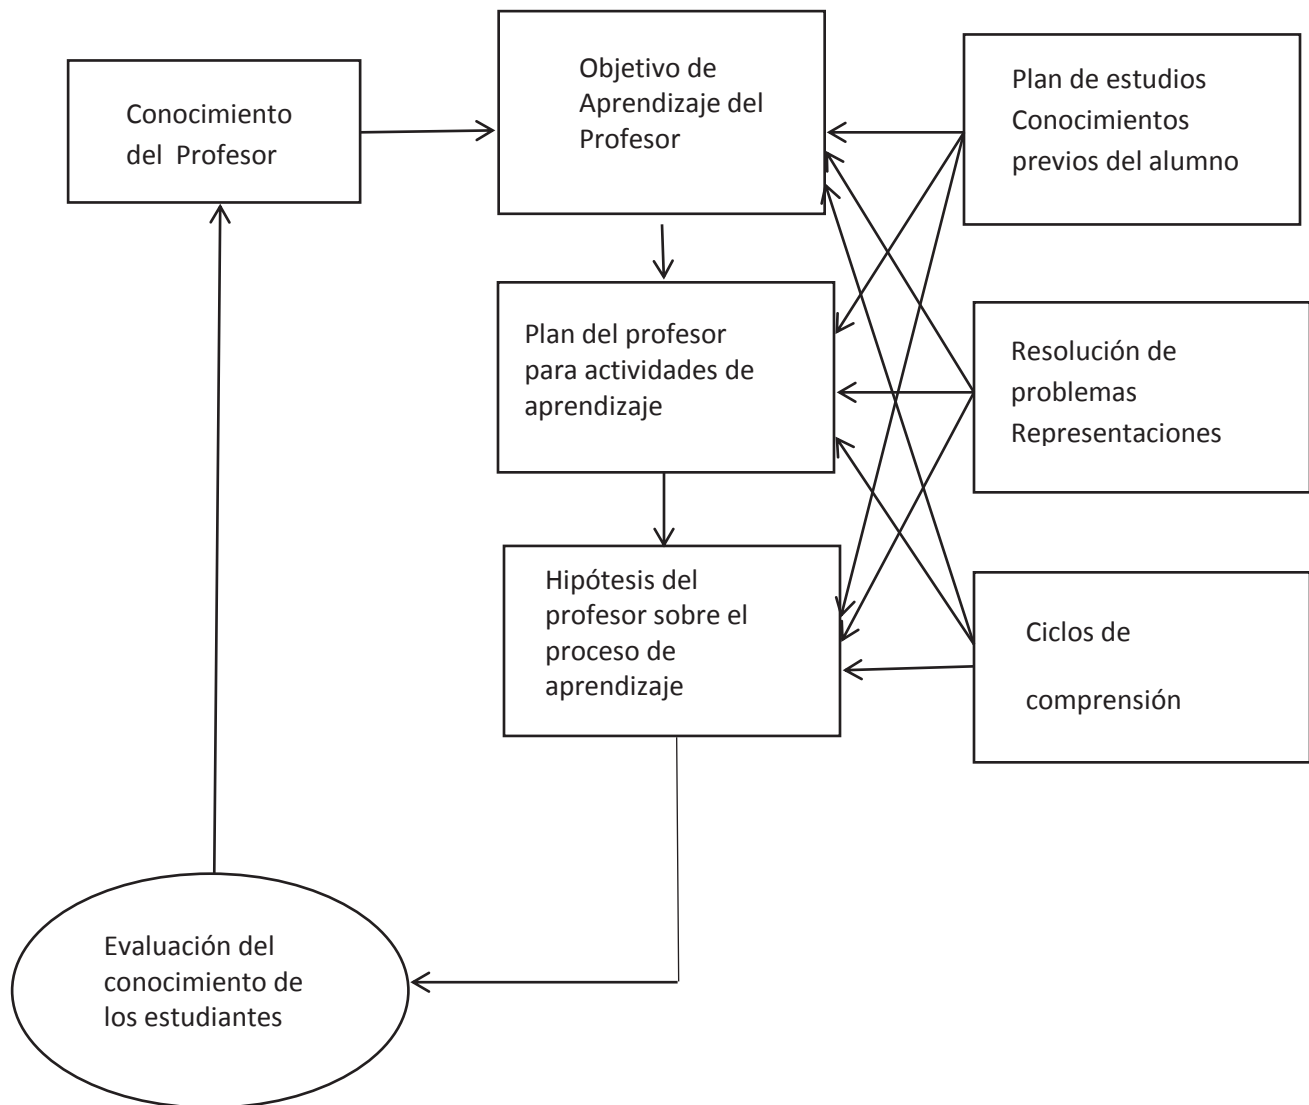 Conocimiento
del Profesor
Objetivo de
Aprendizaje del
Profesor
Plan de estudios
Conocimientos
previos del alumno
Plan del profesor
para actividades de
aprendizaje
Resolución de
problemas
Representaciones
Hipótesis del
profesor sobre el
proceso de
aprendizaje
Ciclos de
comprensión
Evaluación del
conocimiento de
los estudiantes